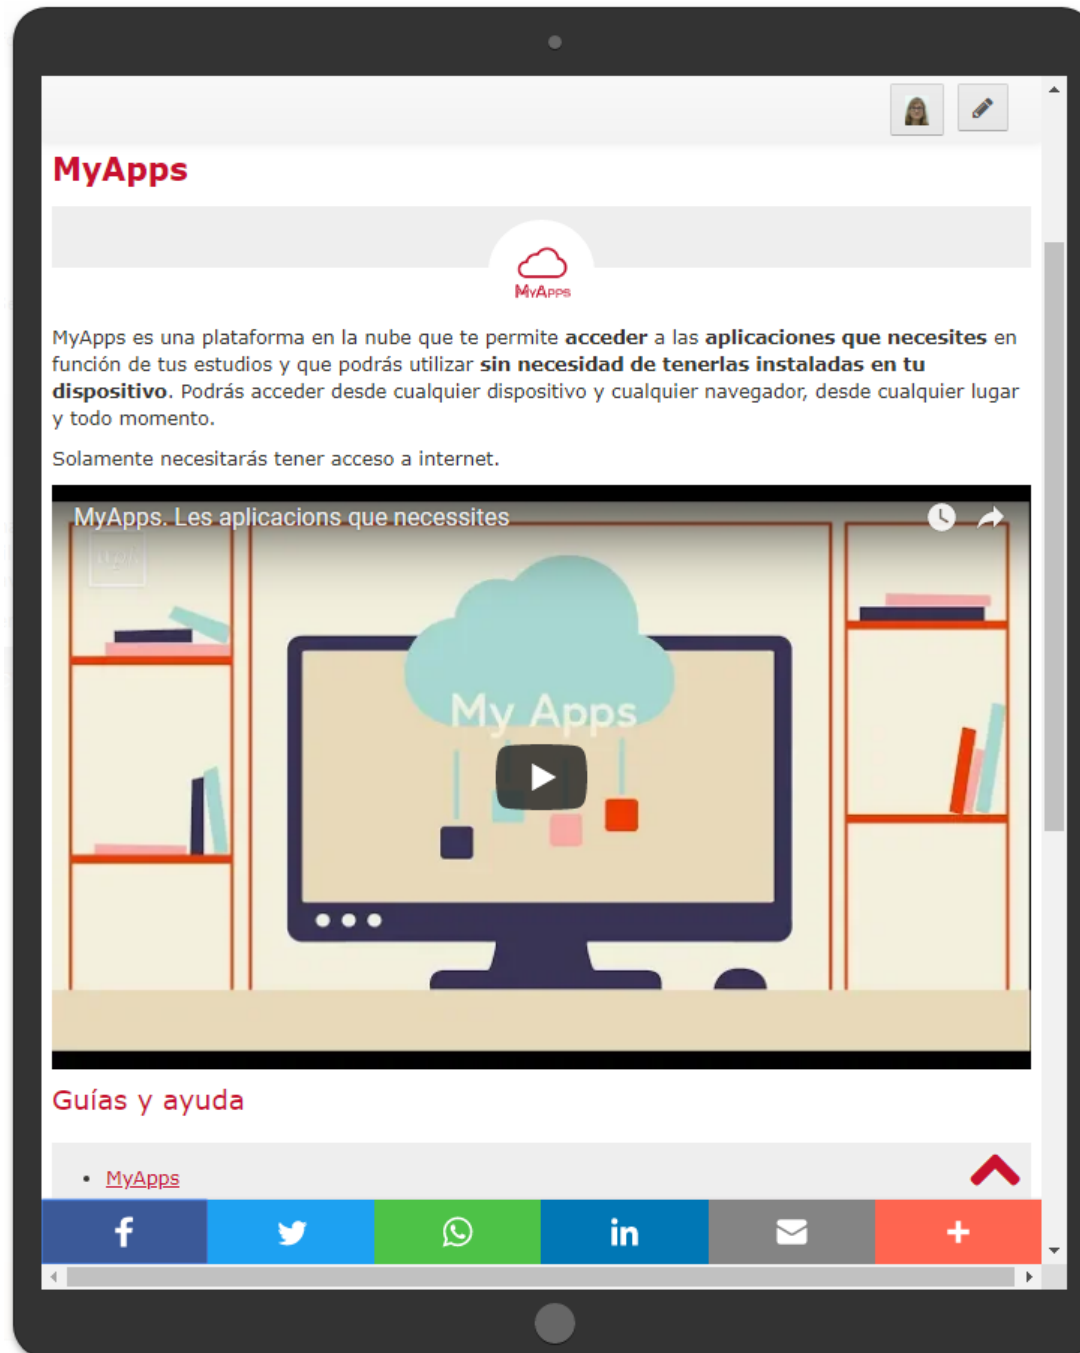 MyApps
MyApps
MyApps es una plataforma en la nube que te permite acceder a las aplicaciones que necesites en
función de tus estudios y que podrás utilizar sin necesidad de tenerlas instaladas en tu
dispositivo. Podrás acceder desde cualquier dispositivo y cualquier navegador, desde cualquier lugar
y todo momento.
Solamente necesitarás tener acceso a internet.
MyApps. Les aplicacions que necessites
My Apps
Guías y ayuda
• MyApps